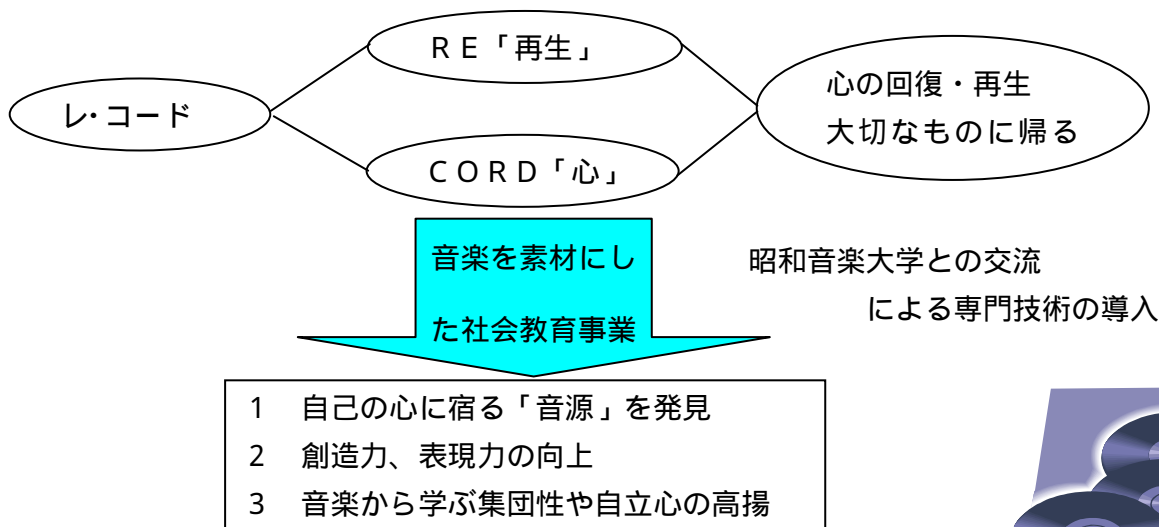 RE「再生」
レ・コード
心の回復・再生
大切なものに帰る
CORD「心」
音楽を素材にし
た社会教育事業
昭和音楽大学との交流
による専門技術の導入
1 自己の心に宿る「音源」を発見
2 創造力、表現力の向上
3 音楽から学ぶ集団性や自立心の高揚